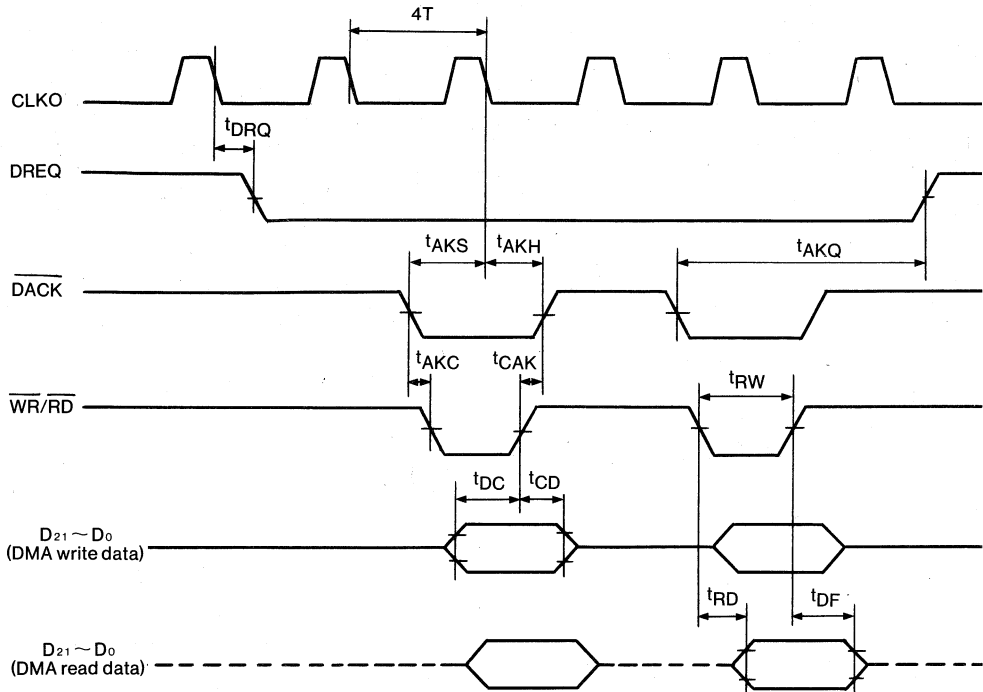 4T
CLKO
tDRQ
DREQ
tAKS tAKH tAKQ
DACK
tAKC tCAK tRW
WR/RD
tDC tCD
D21~D0
(DMA write data)
tRD tDF
D21~D0
(DMA read data)